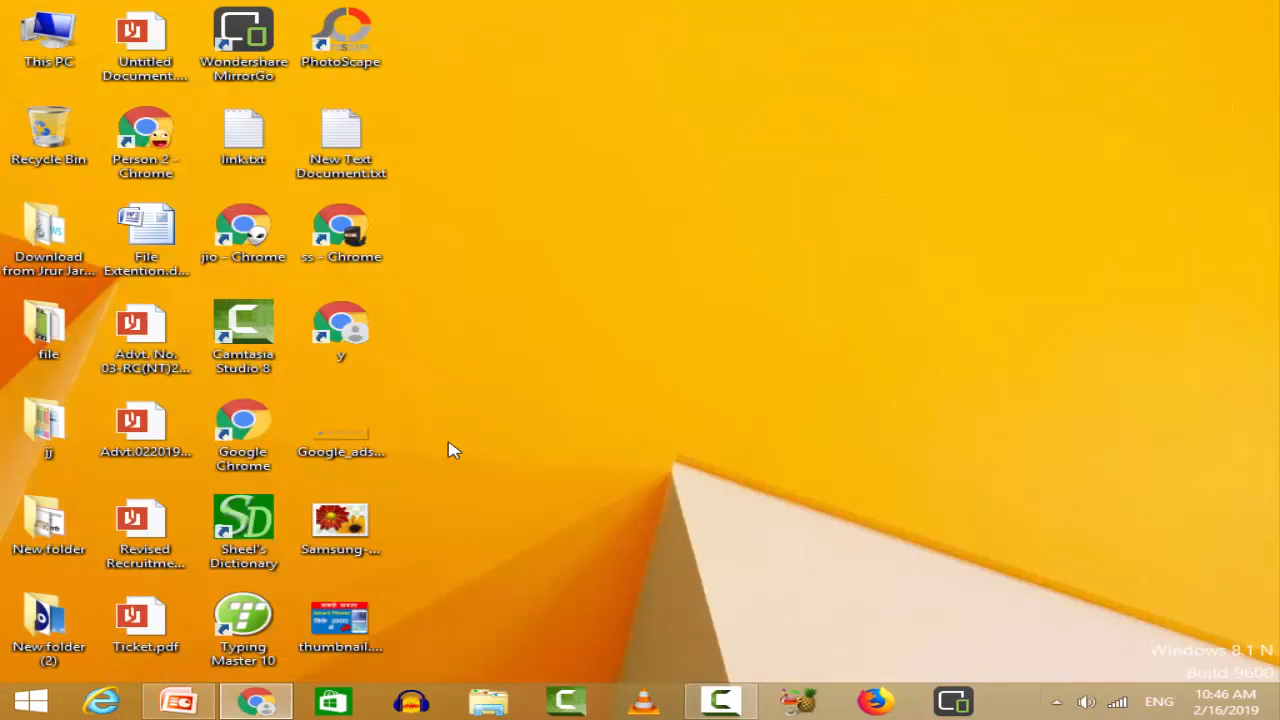 This PC
Untitled
Document....
Wondershare
MirrorGo
PhotoScape
Recycle Bin
Person 2 -
Chrome
link.txt
New Text
Document.txt
Download
from Jrur Jar...
File
Extention.d...
jio - Chrome
ss - Chrome
file
Advt. No.
03-RC(NT)2...
Camtasia
Studio 8
y
jj
Advt.022019...
Google
Chrome
Google_ads...
New folder
Revised
Recruitme...
Sheel's
Dictionary
Samsung-...
New folder
(2)
Ticket.pdf
Typing
Master 10
thumbnail....
Windows 8.1 N
Build 9600
ENG
10:46 AM
2/16/2019